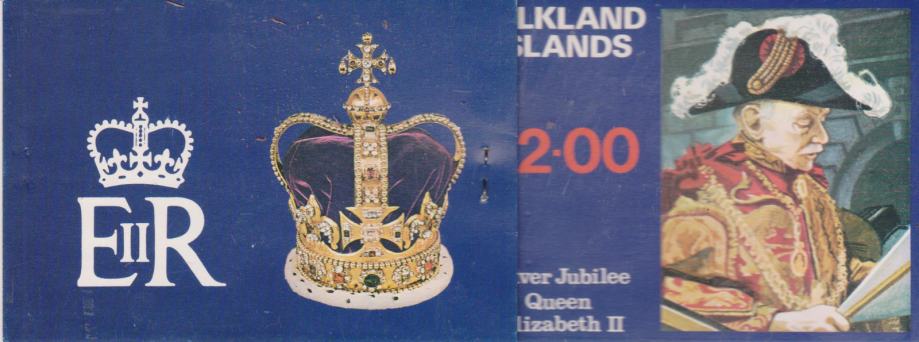 EIIR
LKLAND
SLANDS
2·00
ver Jubilee
Queen
lizabeth II